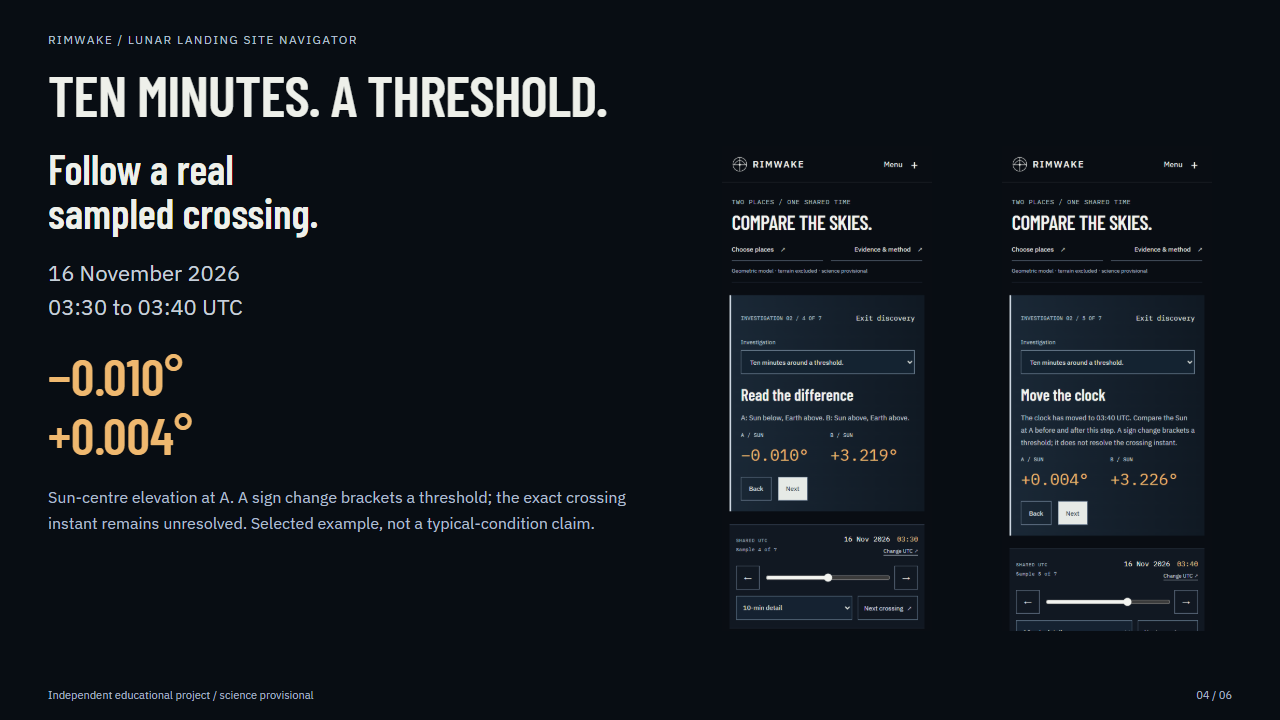 RIMWAKE / LUNAR LANDING SITE NAVIGATOR
TEN MINUTES. A THRESHOLD.
Follow a real
sampled crossing.
16 November 2026
03:30 to 03:40 UTC
−0.010°
+0.004°
Sun-centre elevation at A. A sign change brackets a threshold; the exact crossing
instant remains unresolved. Selected example, not a typical-condition claim.
RIMWAKE Menu +
TWO PLACES / ONE SHARED TIME
COMPARE THE SKIES.
Choose places ↗ Evidence & method ↗
Geometric model · terrain excluded · science provisional
INVESTIGATION 02 / 4 OF 7 Exit discovery
Investigation
Ten minutes around a threshold.
Read the difference
A: Sun below, Earth above. B: Sun above, Earth above.
A / SUN B / SUN
−0.010° +3.219°
Back Next
SHARED UTC 16 Nov 2026 03:30
Sample 4 of 7 Change UTC ↗
← →
10-min detail Next crossing ↗
RIMWAKE Menu +
TWO PLACES / ONE SHARED TIME
COMPARE THE SKIES.
Choose places ↗ Evidence & method ↗
Geometric model · terrain excluded · science provisional
INVESTIGATION 02 / 5 OF 7 Exit discovery
Investigation
Ten minutes around a threshold.
Move the clock
The clock has moved to 03:40 UTC. Compare the Sun
at A before and after this step. A sign change brackets a
threshold; it does not resolve the crossing instant.
A / SUN B / SUN
+0.004° +3.226°
Back Next
SHARED UTC 16 Nov 2026 03:40
Sample 5 of 7 Change UTC ↗
← →
Independent educational project / science provisional
04 / 06